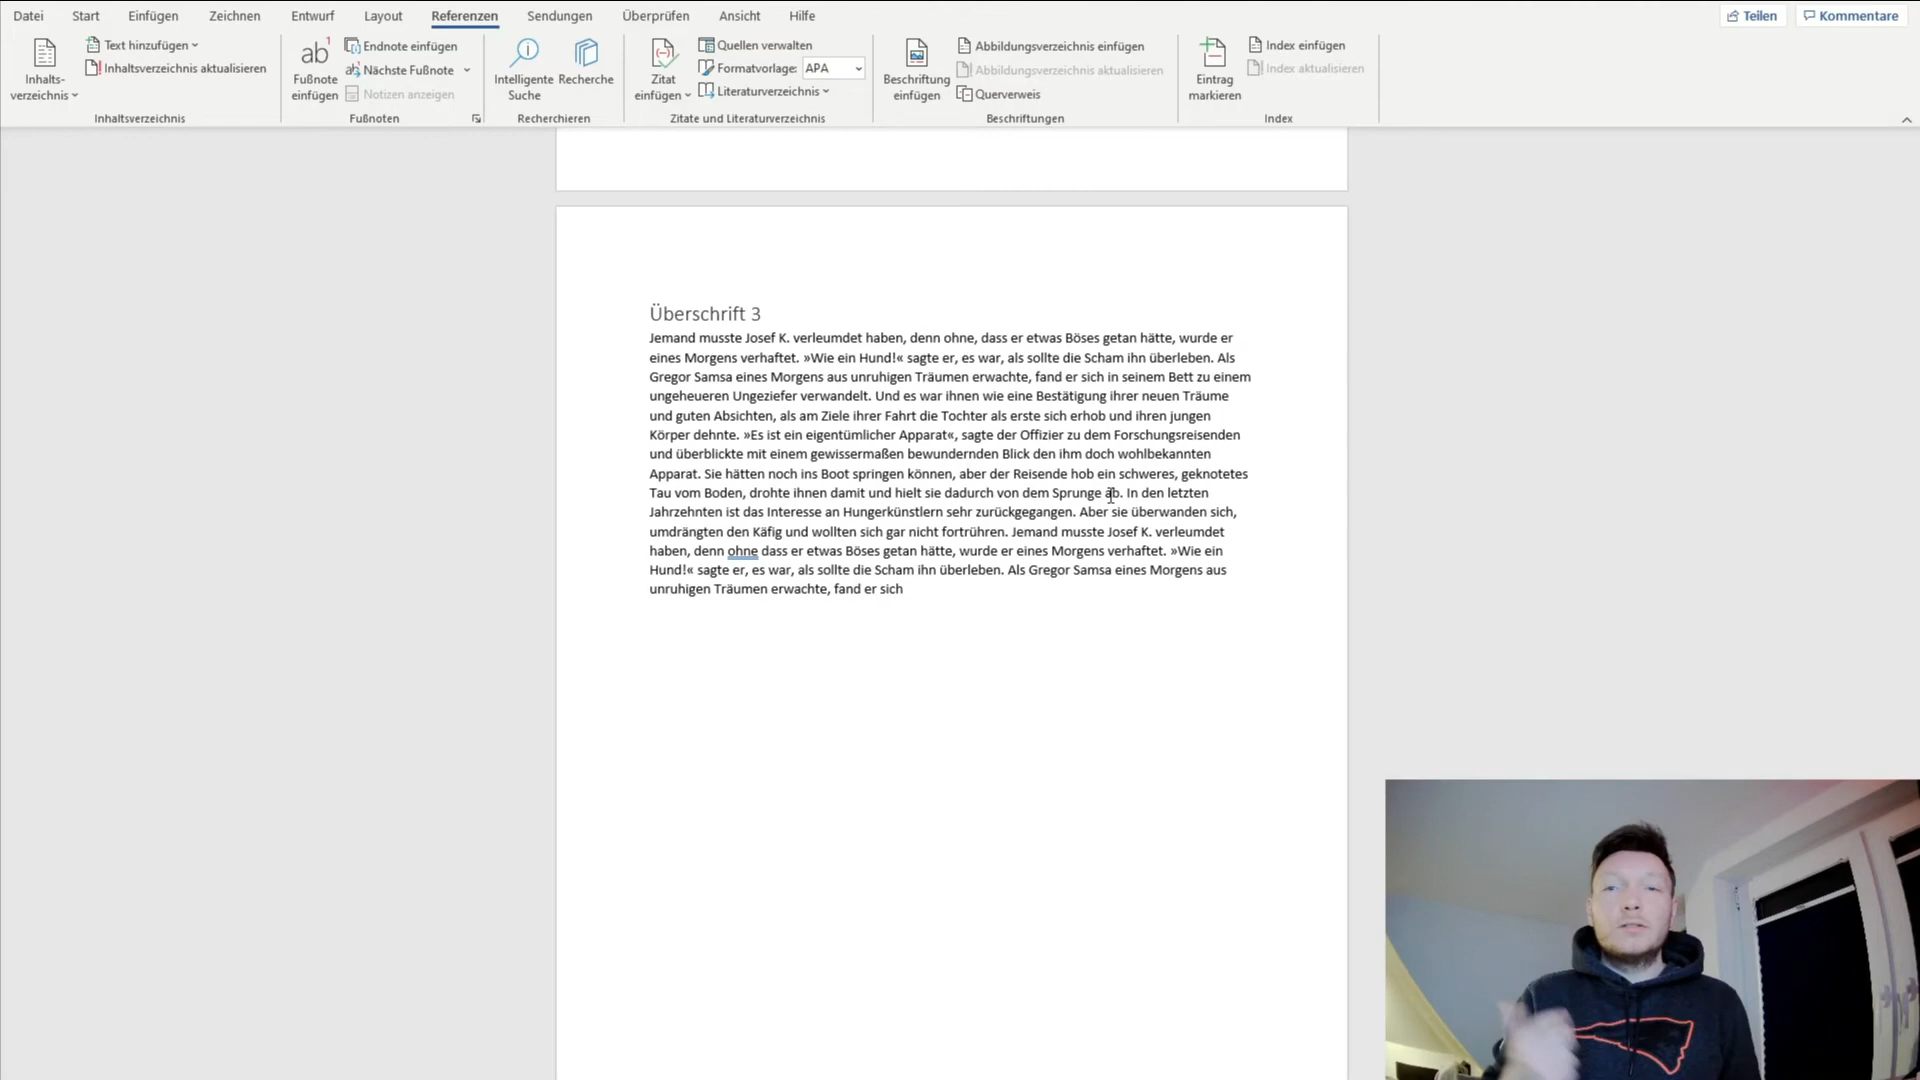 Datei Start Einfügen Zeichnen Entwurf Layout Referenzen Sendungen Überprüfen Ansicht Hilfe Teilen Kommentare
Inhalts-
verzeichnis
Text hinzufügen
Inhaltsverzeichnis aktualisieren
Inhaltsverzeichnis
ab1
Fußnote
einfügen
Endnote einfügen
ab1 Nächste Fußnote
Notizen anzeigen
Fußnoten
Intelligente
Suche
Recherche
Recherchieren
Zitat
einfügen
Quellen verwalten
Formatvorlage: APA
Literaturverzeichnis
Zitate und Literaturverzeichnis
Beschriftung
einfügen
Abbildungsverzeichnis einfügen
Abbildungsverzeichnis aktualisieren
Querverweis
Beschriftungen
Eintrag
markieren
Index einfügen
Index aktualisieren
Index
Überschrift 3
Jemand musste Josef K. verleumdet haben, denn ohne, dass er etwas Böses getan hätte, wurde er
eines Morgens verhaftet. »Wie ein Hund!« sagte er, es war, als sollte die Scham ihn überleben. Als
Gregor Samsa eines Morgens aus unruhigen Träumen erwachte, fand er sich in seinem Bett zu einem
ungeheueren Ungeziefer verwandelt. Und es war ihnen wie eine Bestätigung ihrer neuen Träume
und guten Absichten, als am Ziele ihrer Fahrt die Tochter als erste sich erhob und ihren jungen
Körper dehnte. »Es ist ein eigentümlicher Apparat«, sagte der Offizier zu dem Forschungsreisenden
und überblickte mit einem gewissermaßen bewundernden Blick den ihm doch wohlbekannten
Apparat. Sie hätten noch ins Boot springen können, aber der Reisende hob ein schweres, geknotetes
Tau vom Boden, drohte ihnen damit und hielt sie dadurch von dem Sprunge ab. In den letzten
Jahrzehnten ist das Interesse an Hungerkünstlern sehr zurückgegangen. Aber sie überwanden sich,
umdrängten den Käfig und wollten sich gar nicht fortrühren. Jemand musste Josef K. verleumdet
haben, denn ohne dass er etwas Böses getan hätte, wurde er eines Morgens verhaftet. »Wie ein
Hund!« sagte er, es war, als sollte die Scham ihn überleben. Als Gregor Samsa eines Morgens aus
unruhigen Träumen erwachte, fand er sich